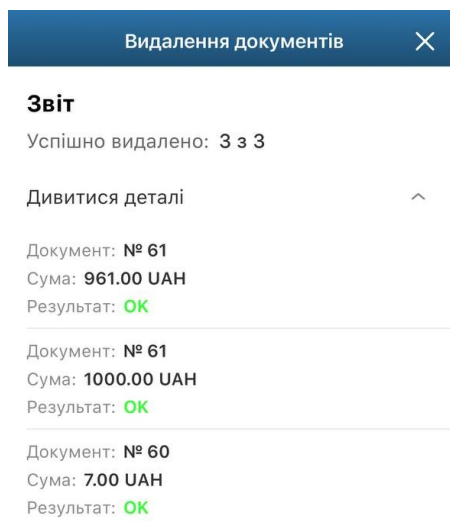 Видалення документів
Звіт
Успішно видалено: 3 з 3
Дивитися деталі
Документ: № 61
Сума: 961.00 UAH
Результат: OK
Документ: № 61
Сума: 1000.00 UAH
Результат: OK
Документ: № 60
Сума: 7.00 UAH
Результат: OK